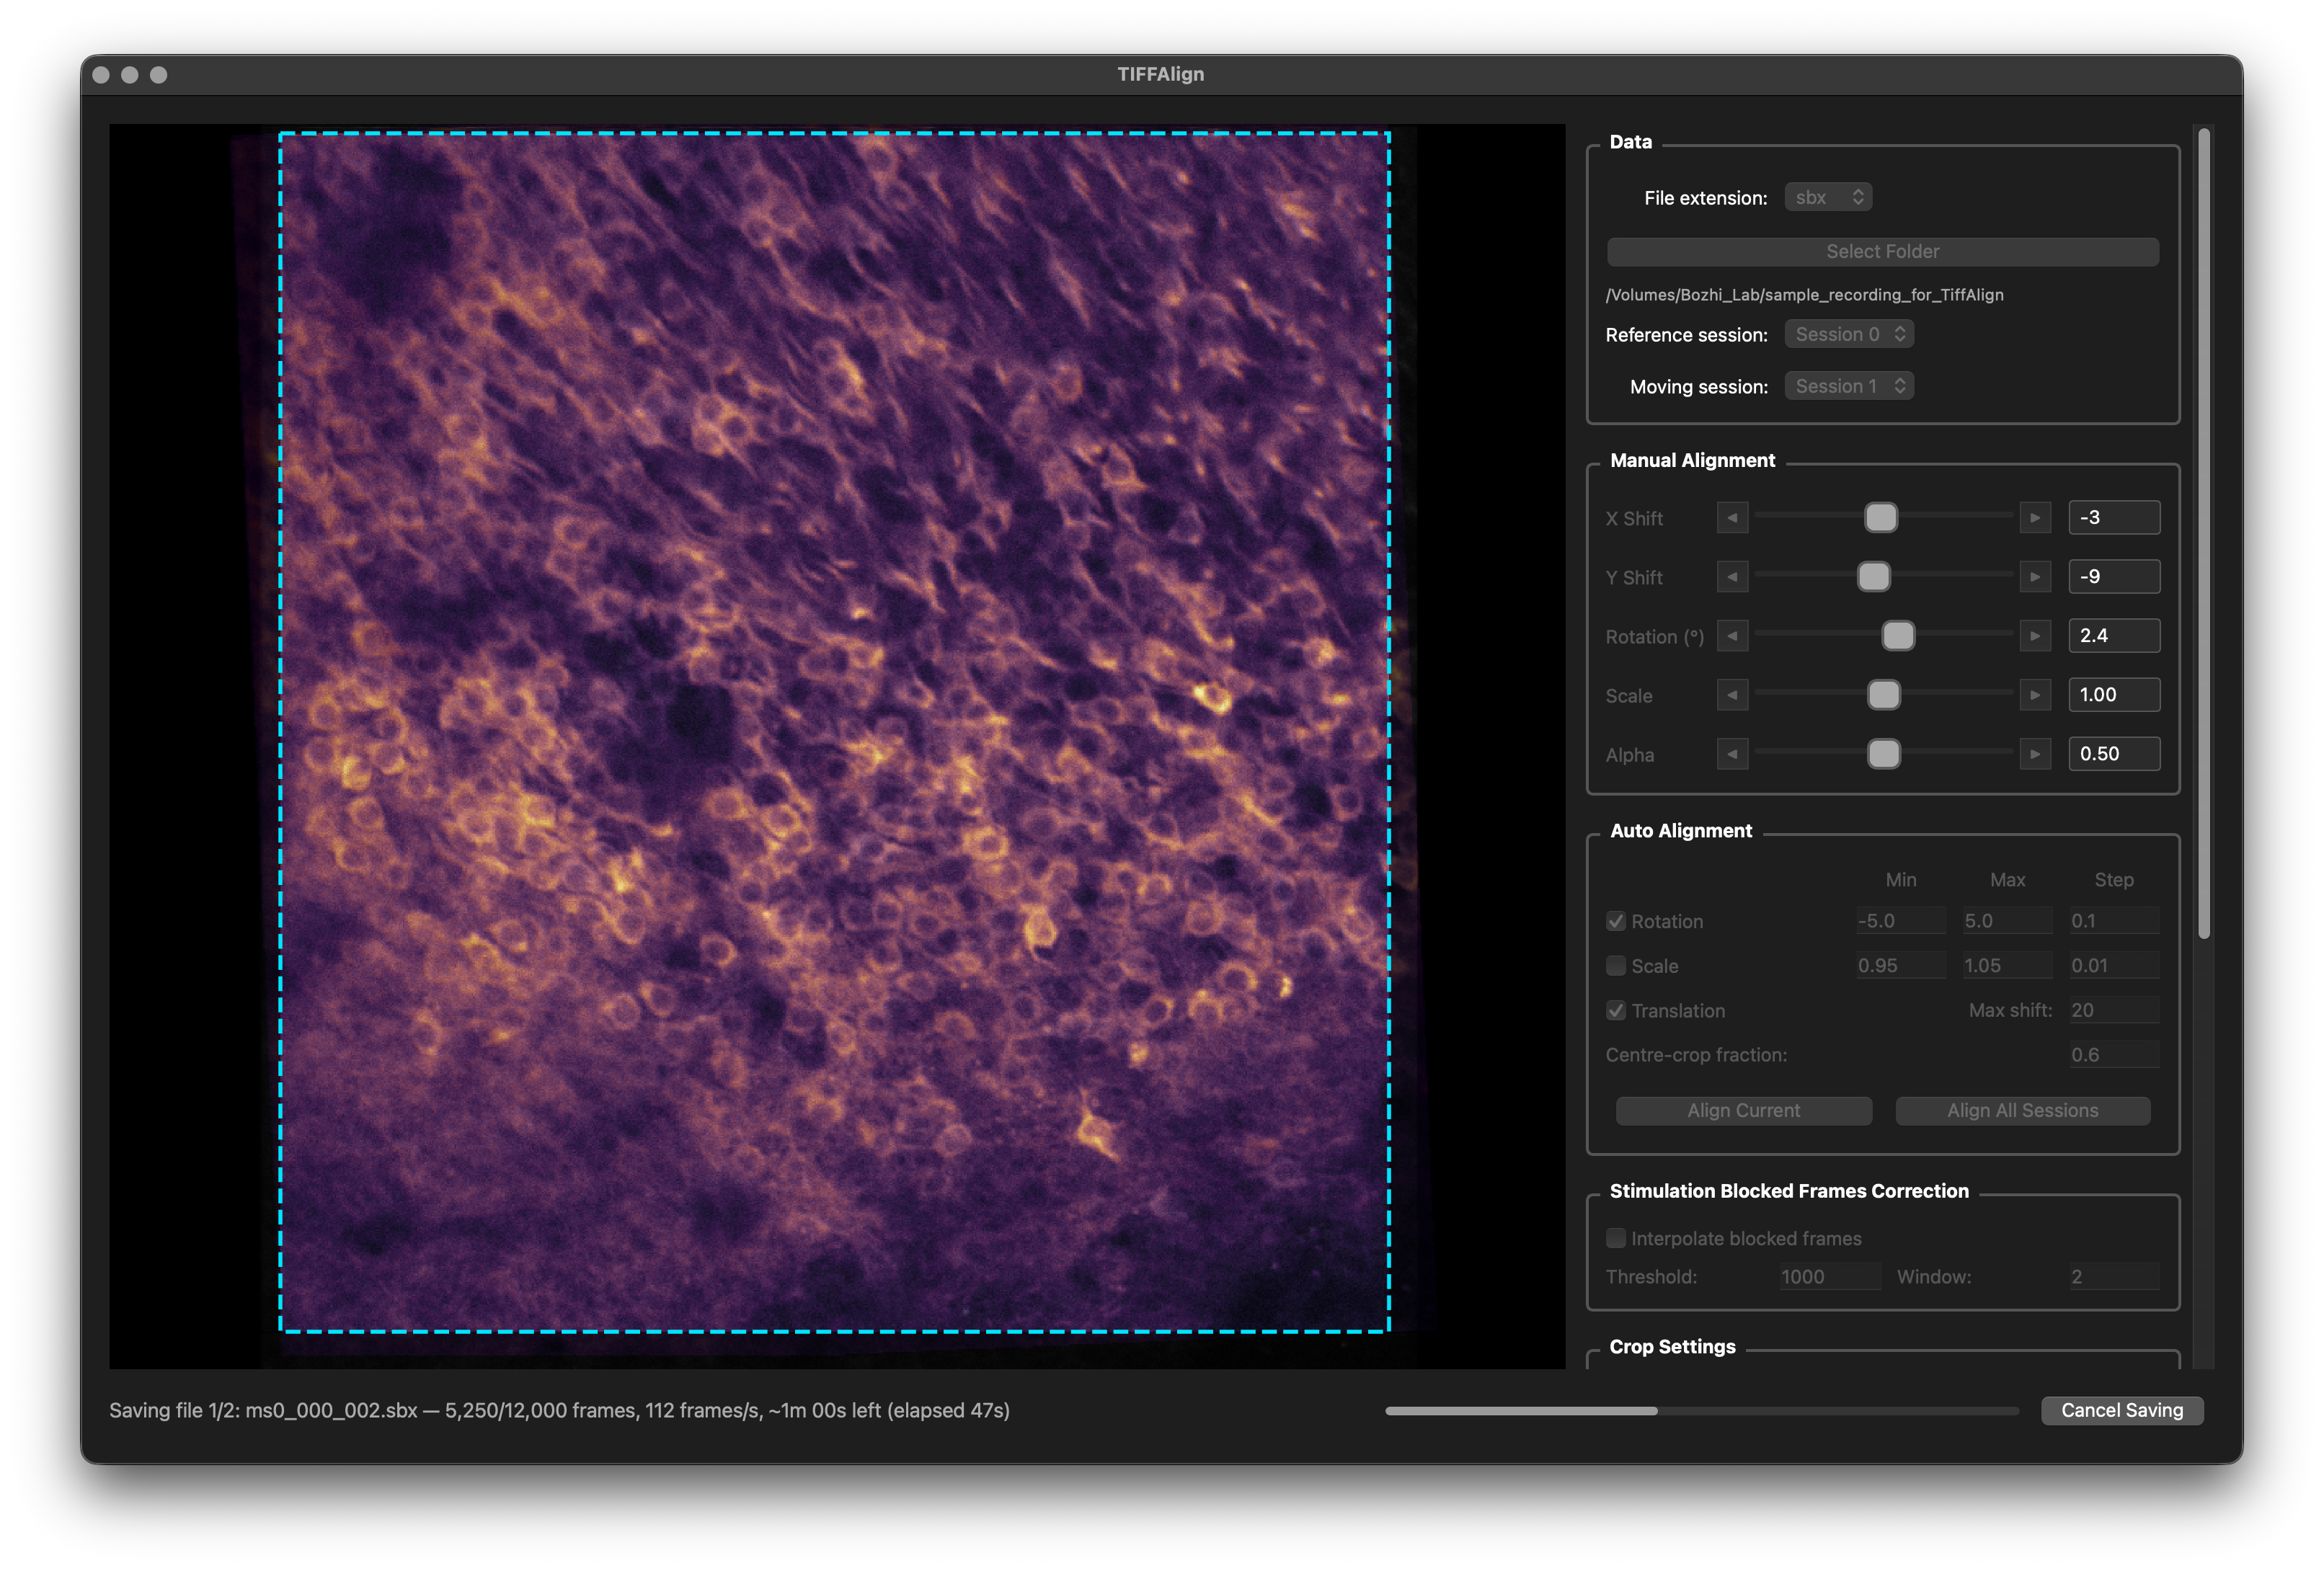 TIFFAlign
Data
File extension: sbx
Select Folder
/Volumes/Bozhi_Lab/sample_recording_for_TiffAlign
Reference session: Session 0
Moving session: Session 1
Manual Alignment
X Shift -3
Y Shift -9
Rotation (°) 2.4
Scale 1.00
Alpha 0.50
Auto Alignment
Min Max Step
Rotation -5.0 5.0 0.1
Scale 0.95 1.05 0.01
Translation Max shift: 20
Centre-crop fraction: 0.6
Align Current Align All Sessions
Stimulation Blocked Frames Correction
Interpolate blocked frames
Threshold: 1000 Window: 2
Crop Settings
Saving file 1/2: ms0_000_002.sbx — 5,250/12,000 frames, 112 frames/s, ~1m 00s left (elapsed 47s) Cancel Saving